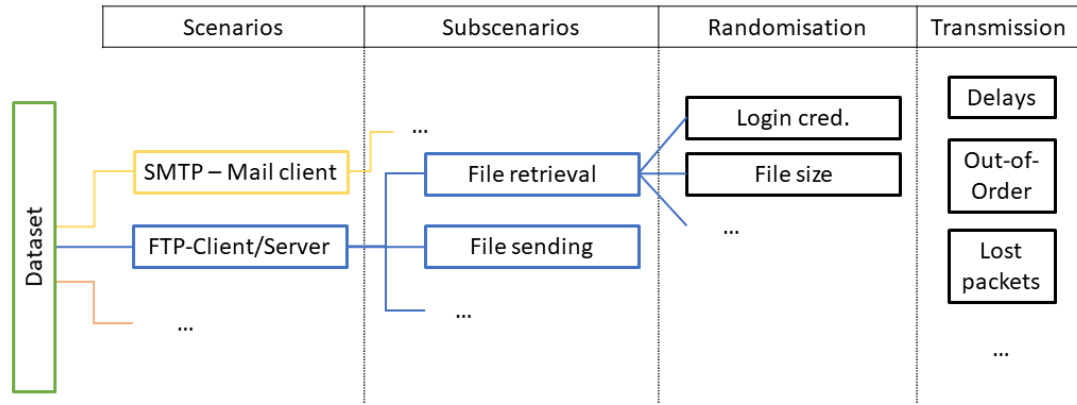 Scenarios
Subscenarios
Randomisation
Transmission
Dataset
SMTP – Mail client
FTP-Client/Server
...
...
File retrieval
File sending
...
Login cred.
File size
...
Delays
Out-of-
Order
Lost
packets
...